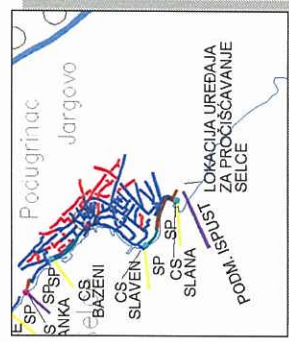 Pocugrinac
Jargovo
E
SP
SP
SP
S
ANKA
CS
BAZENI
CS
SLAVEN
SP
SP
CS
SLANA
PODM. ISPUST
LOKACIJA UREĐAJA
ZA PROČIŠĆAVANJE
SELCE